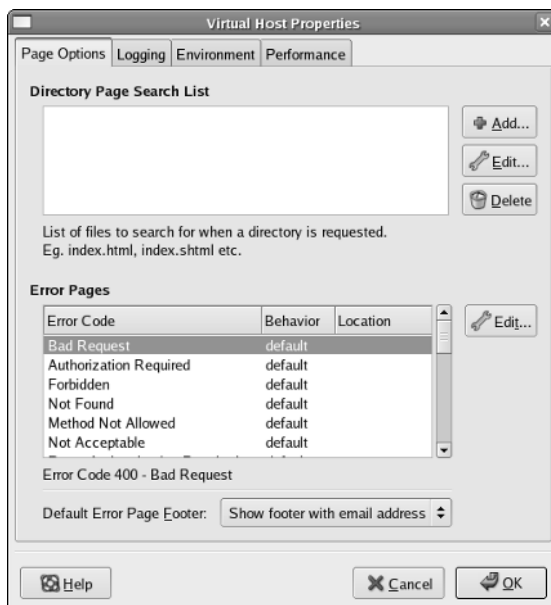 Virtual Host Properties
Page Options Logging Environment Performance
Directory Page Search List
Add...
Edit...
Delete
List of files to search for when a directory is requested.
Eg. index.html, index.shtml etc.
Error Pages
Error Code Behavior Location
Bad Request default
Authorization Required default
Forbidden default
Not Found default
Method Not Allowed default
Not Acceptable default
Edit...
Error Code 400 - Bad Request
Default Error Page Footer: Show footer with email address
Help Cancel OK